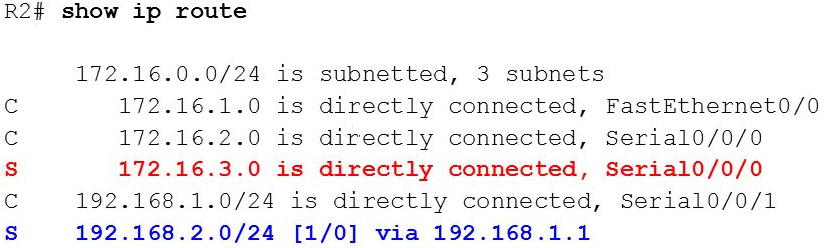 R2# show ip route
172.16.0.0/24 is subnetted, 3 subnets
C 172.16.1.0 is directly connected, FastEthernet0/0
C 172.16.2.0 is directly connected, Serial0/0/0
S 172.16.3.0 is directly connected, Serial0/0/0
C 192.168.1.0/24 is directly connected, Serial0/0/1
S 192.168.2.0/24 [1/0] via 192.168.1.1